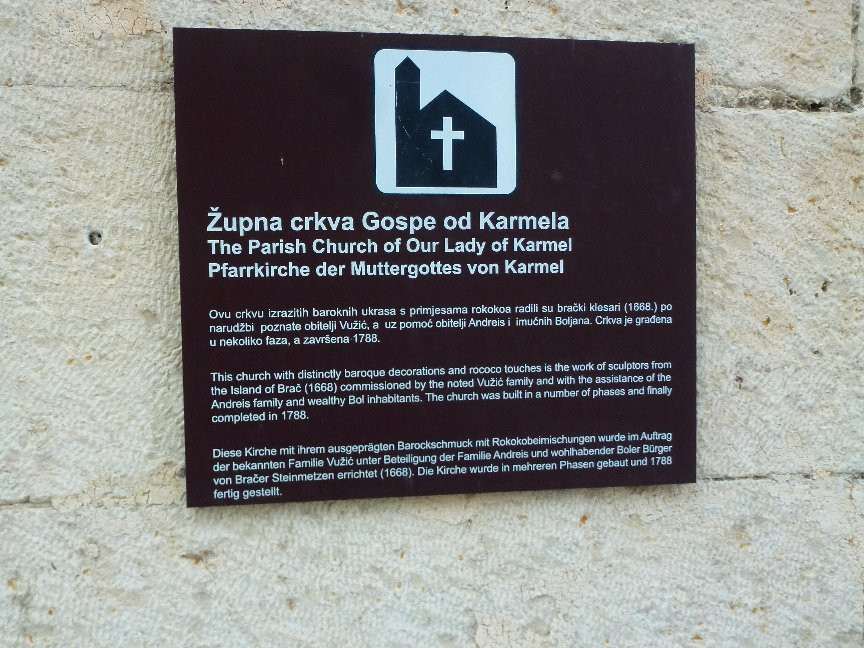 Župna crkva Gospe od Karmela
The Parish Church of Our Lady of Karmel
Pfarrkirche der Muttergottes von Karmel
Ovu crkvu izrazitih baroknih ukrasa s primjesama rokokoa radili su brački klesari (1668.) po
narudžbi poznate obitelji Vužić, a uz pomoć obitelji Andreis i imućnih Boljana. Crkva je građena
u nekoliko faza, a završena 1788.
This church with distinctly baroque decorations and rococo touches is the work of sculptors from
the Island of Brač (1668) commissioned by the noted Vužić family and with the assistance of the
Andreis family and wealthy Bol inhabitants. The church was built in a number of phases and finally
completed in 1788.
Diese Kirche mit ihrem ausgeprägten Barockschmuck mit Rokokobeimischungen wurde im Auftrag
der bekannten Familie Vužić unter Beteiligung der Familie Andreis und wohlhabender Boler Bürger
von Bračer Steinmetzen errichtet (1668). Die Kirche wurde in mehreren Phasen gebaut und 1788
fertig gestellt.